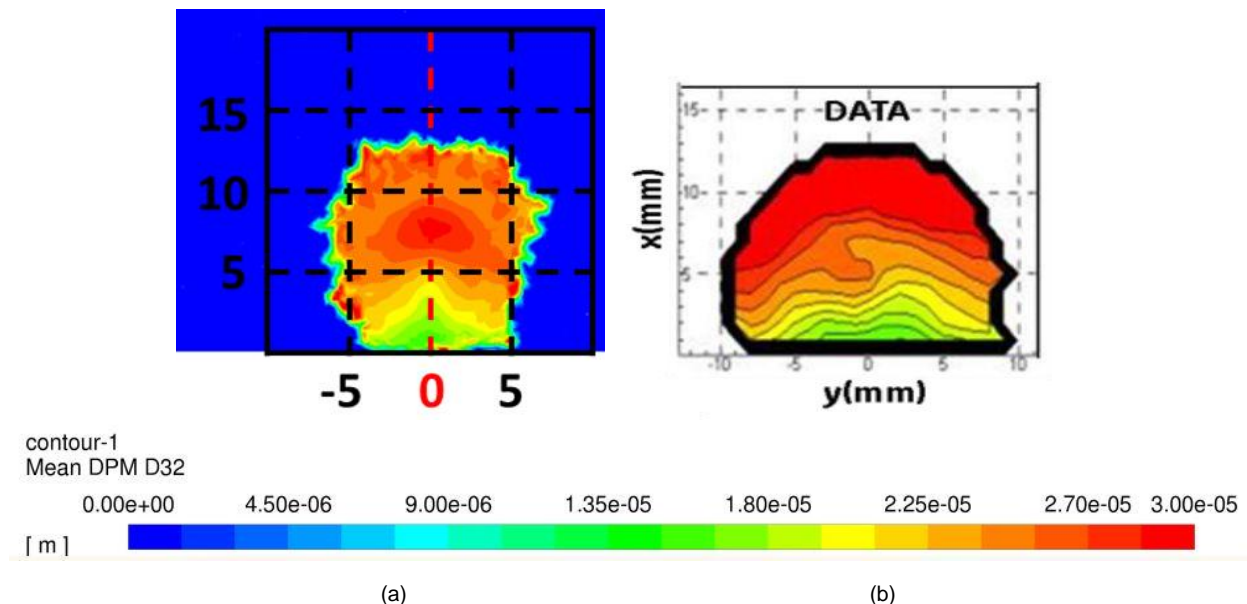 15
10
5
-5 0 5
DATA
15
10
5
x(mm)
-10 -5 0 5 10
y(mm)
contour-1
Mean DPM D32
0.00e+00 4.50e-06 9.00e-06 1.35e-05 1.80e-05 2.25e-05 2.70e-05 3.00e-05
[ m ]
(a) (b)